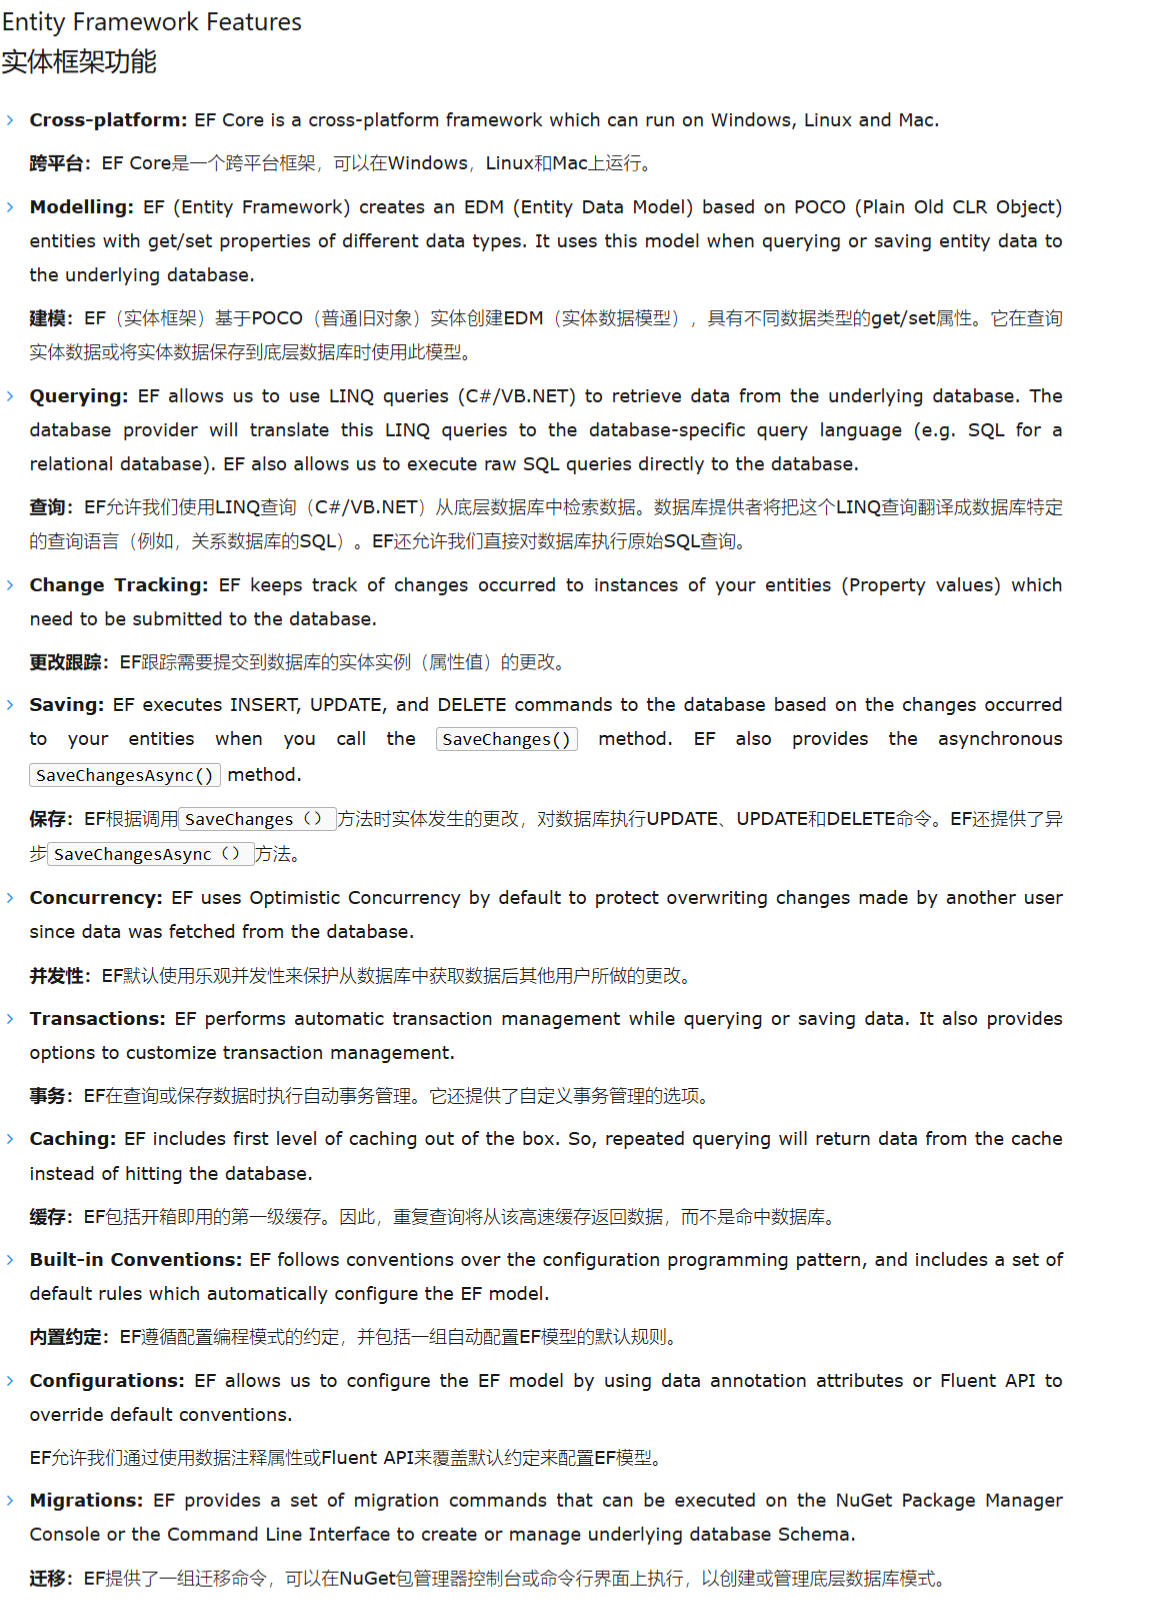 Entity Framework Features
实体框架功能
Cross-platform: EF Core is a cross-platform framework which can run on Windows, Linux and Mac.
跨平台：EF Core是一个跨平台框架，可以在Windows，Linux和Mac上运行。
Modelling: EF (Entity Framework) creates an EDM (Entity Data Model) based on POCO (Plain Old CLR Object)
entities with get/set properties of different data types. It uses this model when querying or saving entity data to
the underlying database.
建模：EF（实体框架）基于POCO（普通旧对象）实体创建EDM（实体数据模型），具有不同数据类型的get/set属性。它在查询
实体数据或将实体数据保存到底层数据库时使用此模型。
Querying: EF allows us to use LINQ queries (C#/VB.NET) to retrieve data from the underlying database. The
database provider will translate this LINQ queries to the database-specific query language (e.g. SQL for a
relational database). EF also allows us to execute raw SQL queries directly to the database.
查询：EF允许我们使用LINQ查询（C#/VB.NET）从底层数据库中检索数据。数据库提供者将把这个LINQ查询翻译成数据库特定
的查询语言（例如，关系数据库的SQL）。EF还允许我们直接对数据库执行原始SQL查询。
Change Tracking: EF keeps track of changes occurred to instances of your entities (Property values) which
need to be submitted to the database.
更改跟踪：EF跟踪需要提交到数据库的实体实例（属性值）的更改。
Saving: EF executes INSERT, UPDATE, and DELETE commands to the database based on the changes occurred
to your entities when you call the SaveChanges() method. EF also provides the asynchronous
SaveChangesAsync() method.
保存：EF根据调用SaveChanges（）方法时实体发生的更改，对数据库执行UPDATE、UPDATE和DELETE命令。EF还提供了异
步SaveChangesAsync（）方法。
Concurrency: EF uses Optimistic Concurrency by default to protect overwriting changes made by another user
since data was fetched from the database.
并发性：EF默认使用乐观并发性来保护从数据库中获取数据后其他用户所做的更改。
Transactions: EF performs automatic transaction management while querying or saving data. It also provides
options to customize transaction management.
事务：EF在查询或保存数据时执行自动事务管理。它还提供了自定义事务管理的选项。
Caching: EF includes first level of caching out of the box. So, repeated querying will return data from the cache
instead of hitting the database.
缓存：EF包括开箱即用的第一级缓存。因此，重复查询将从该高速缓存返回数据，而不是命中数据库。
Built-in Conventions: EF follows conventions over the configuration programming pattern, and includes a set of
default rules which automatically configure the EF model.
内置约定：EF遵循配置编程模式的约定，并包括一组自动配置EF模型的默认规则。
Configurations: EF allows us to configure the EF model by using data annotation attributes or Fluent API to
override default conventions.
EF允许我们通过使用数据注释属性或Fluent API来覆盖默认约定来配置EF模型。
Migrations: EF provides a set of migration commands that can be executed on the NuGet Package Manager
Console or the Command Line Interface to create or manage underlying database Schema.
迁移：EF提供了一组迁移命令，可以在NuGet包管理器控制台或命令行界面上执行，以创建或管理底层数据库模式。